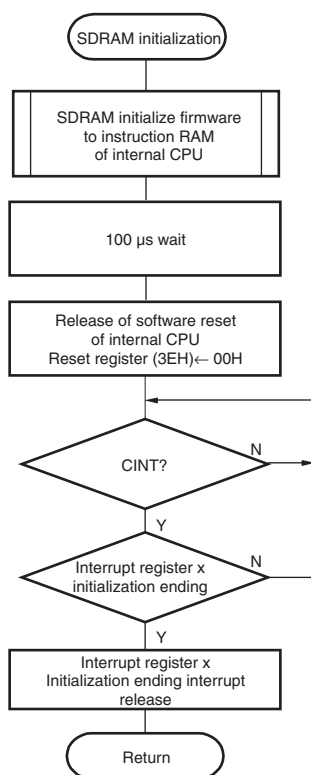 SDRAM initialization
SDRAM initialize firmware
to instruction RAM
of internal CPU
100 µs wait
Release of software reset
of internal CPU
Reset register (3EH)← 00H
CINT?
N
Y
Interrupt register x
initialization ending
N
Y
Interrupt register x
Initialization ending interrupt
release
Return